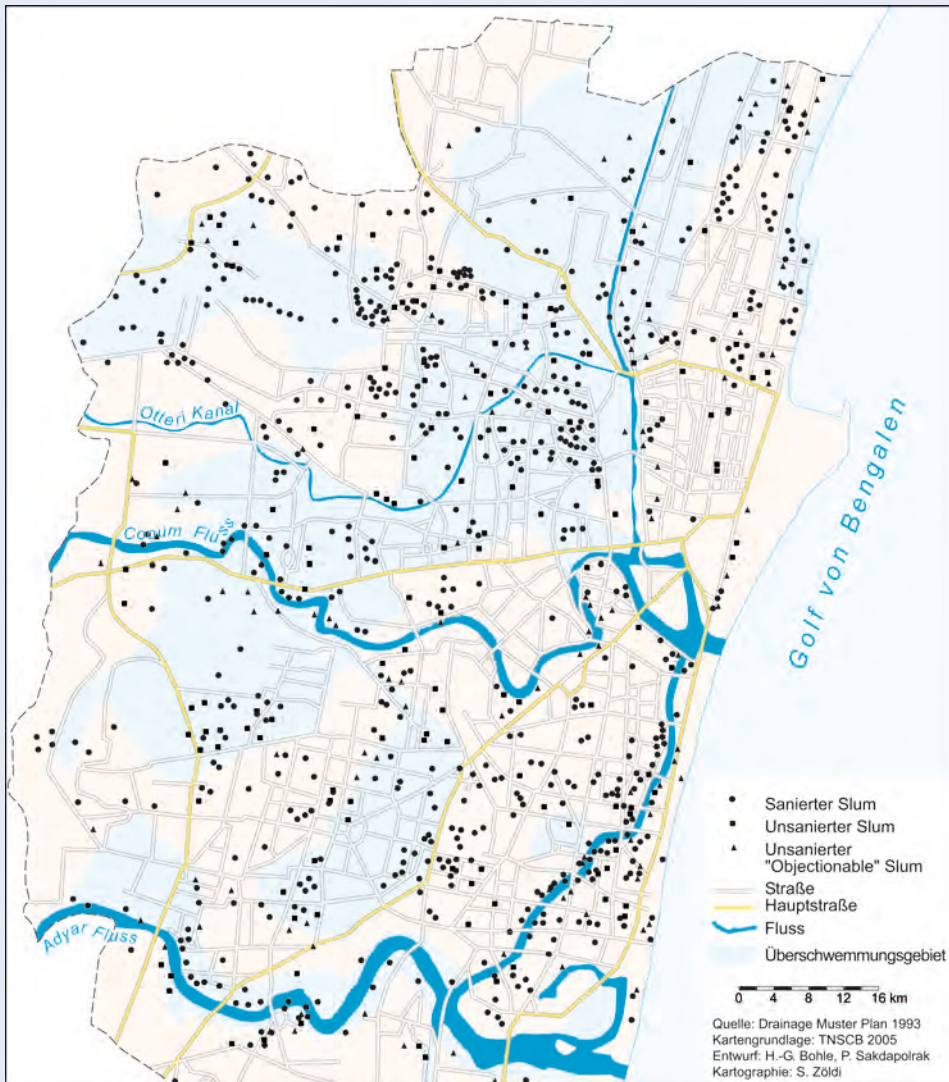 Otteri Kanal
Cooum Fluss
Golf von Bengalen
Adyar Fluss
Sanierter Slum
Unsanierter Slum
Unsanierter
"Objectionable" Slum
Straße
Hauptstraße
Fluss
Überschwemmungsgebiet
0 4 8 12 16 km
Quelle: Drainage Muster Plan 1993
Kartengrundlage: TNSCB 2005
Entwurf: H.-G. Bohle, P. Sakdapolrak
Kartographie: S. Zöldi